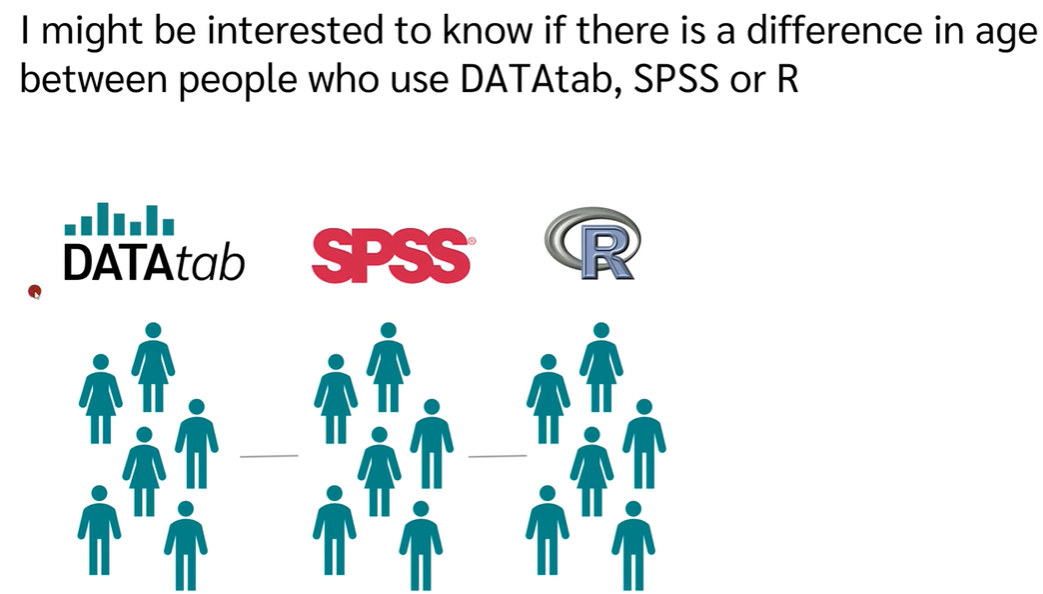 I might be interested to know if there is a difference in age
between people who use DATAtab, SPSS or R
DATAtab
SPSS®
R